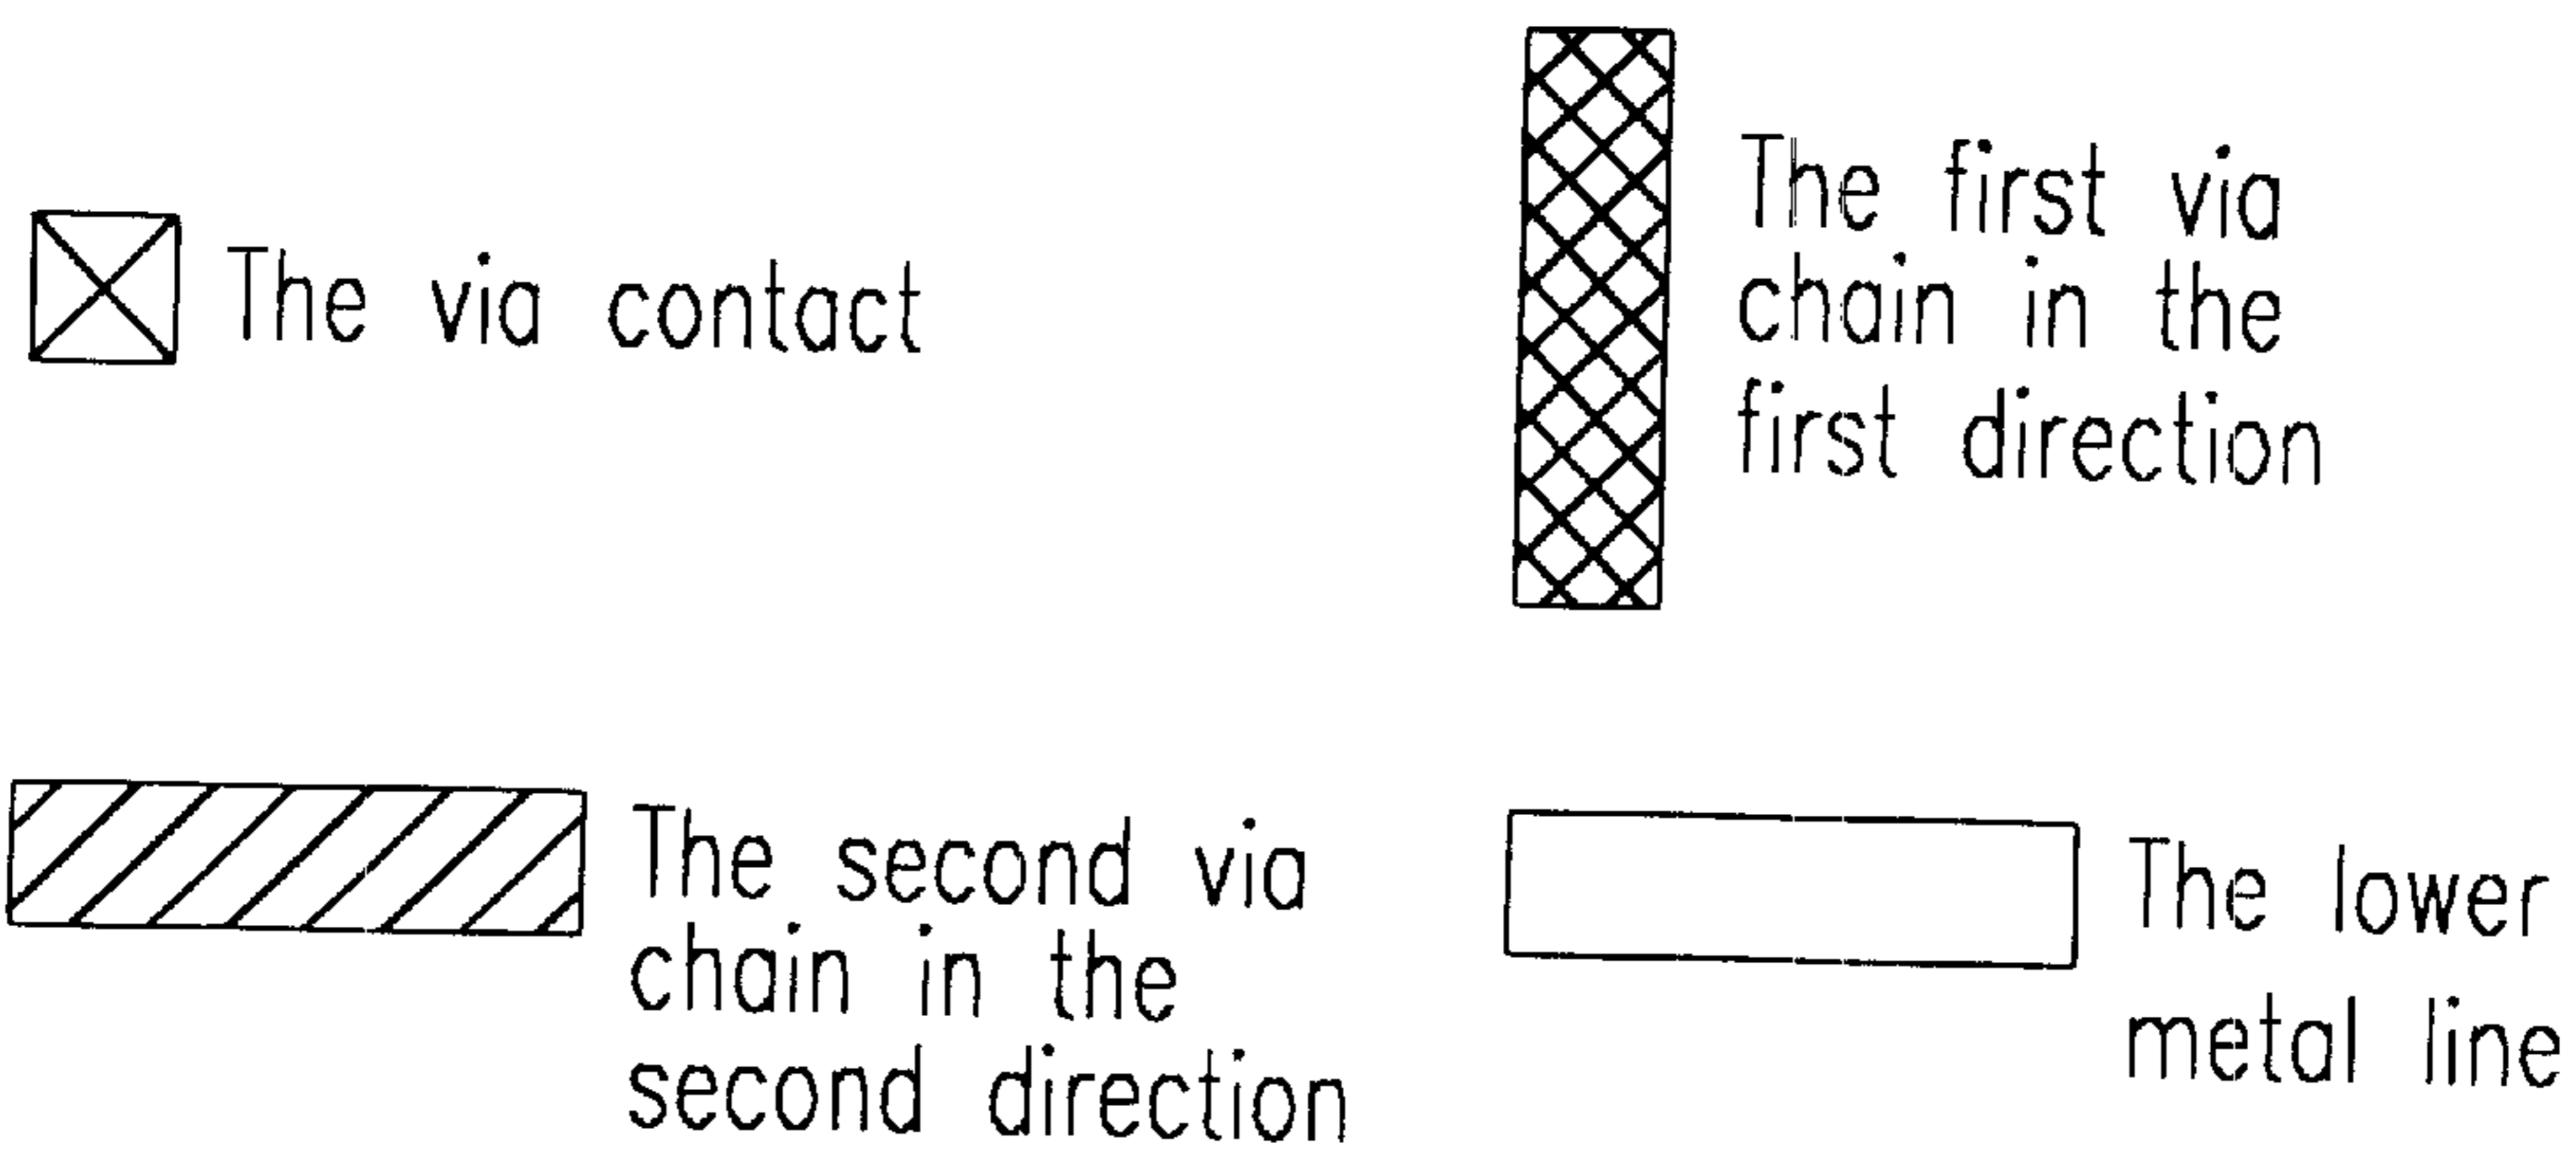 The via contact
The first via
chain in the
first direction
The second via
chain in the
second direction
The lower
metal line